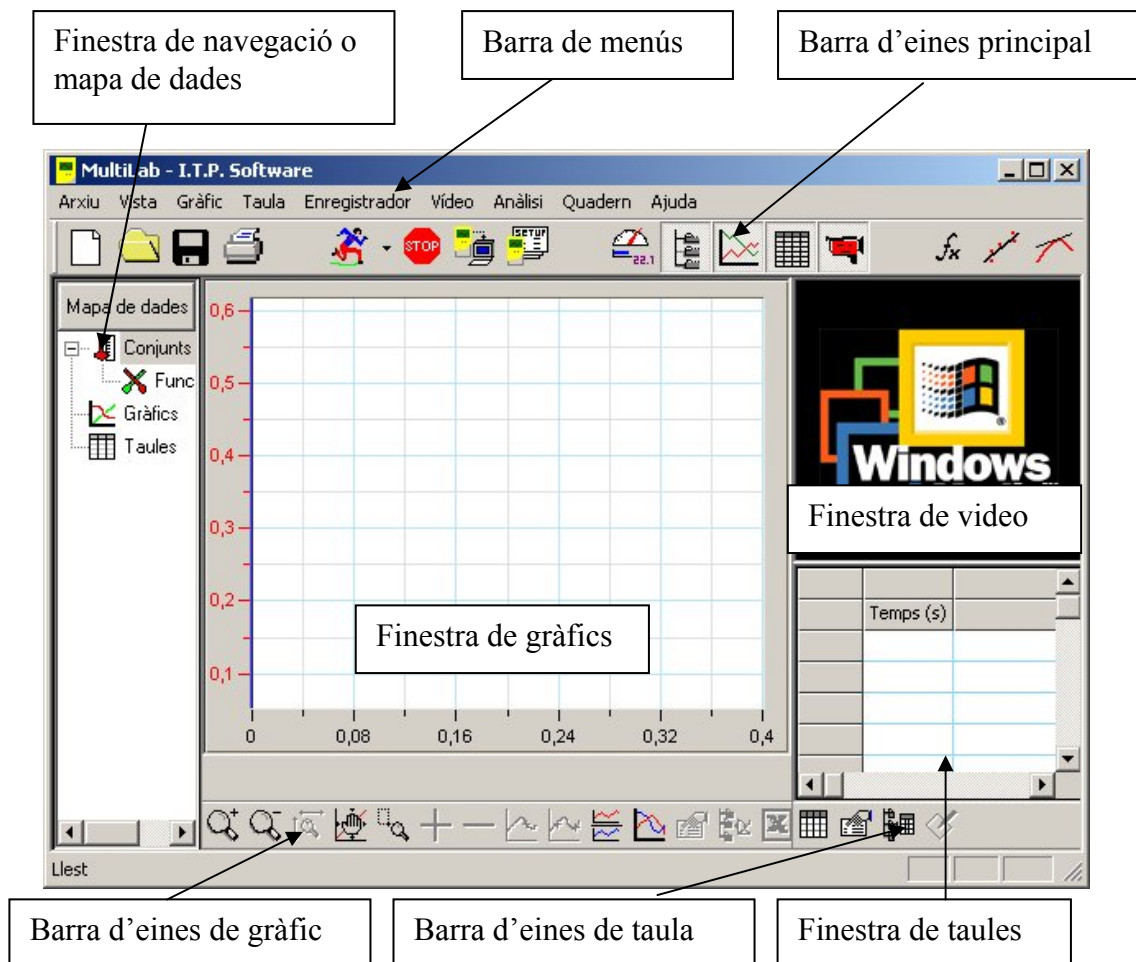 Finestra de navegació o
mapa de dades
Barra de menús
Barra d’eines principal
MultiLab - I.T.P. Software
Arxiu Vista Gràfic Taula Enregistrador Vídeo Anàlisi Quadern Ajuda
STOP
SETUP
22.1
fx
Mapa de dades
Conjunts
Func
Gràfics
Taules
0,6
0,5
0,4
0,3
0,2
0,1
0 0,08 0,16 0,24 0,32 0,4
Finestra de gràfics
Windows
Finestra de video
Temps (s)
Llest
Barra d’eines de gràfic
Barra d’eines de taula
Finestra de taules